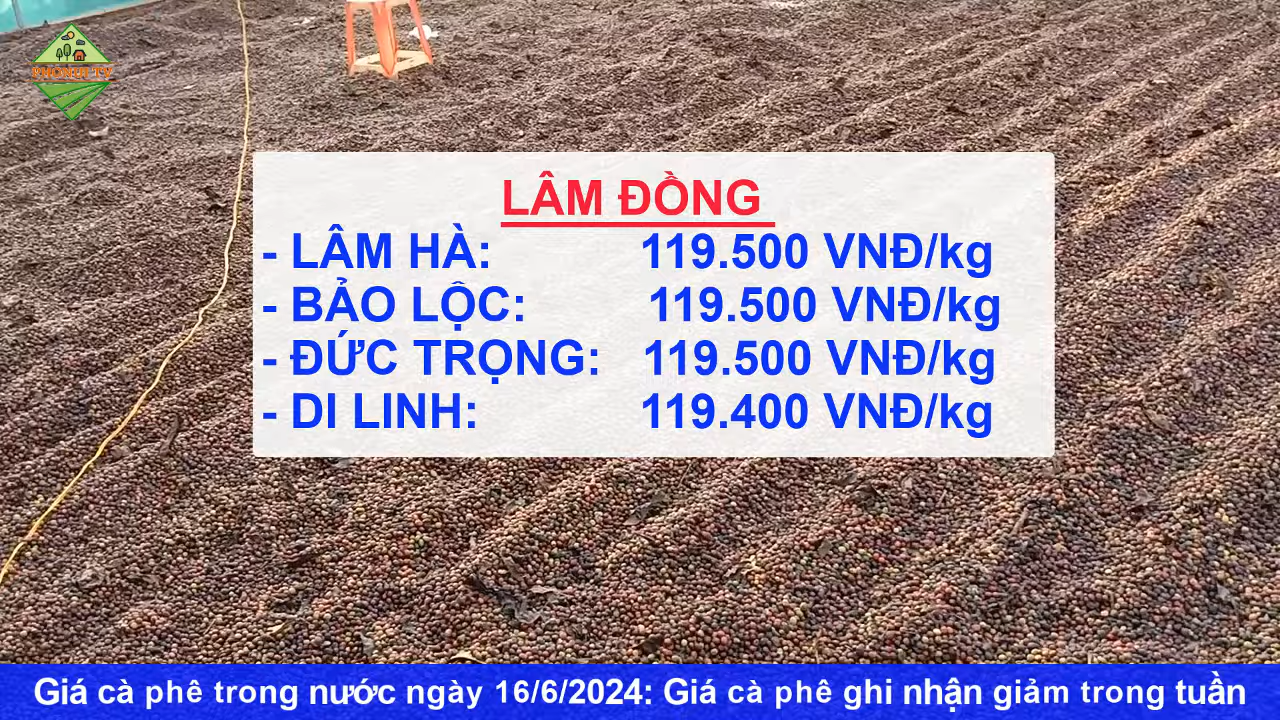 LÂM ĐỒNG
- LÂM HÀ: 119.500 VNĐ/kg
- BẢO LỘC: 119.500 VNĐ/kg
- ĐỨC TRỌNG: 119.500 VNĐ/kg
- DI LINH: 119.400 VNĐ/kg
Giá cà phê trong nước ngày 16/6/2024: Giá cà phê ghi nhận giảm trong tuần